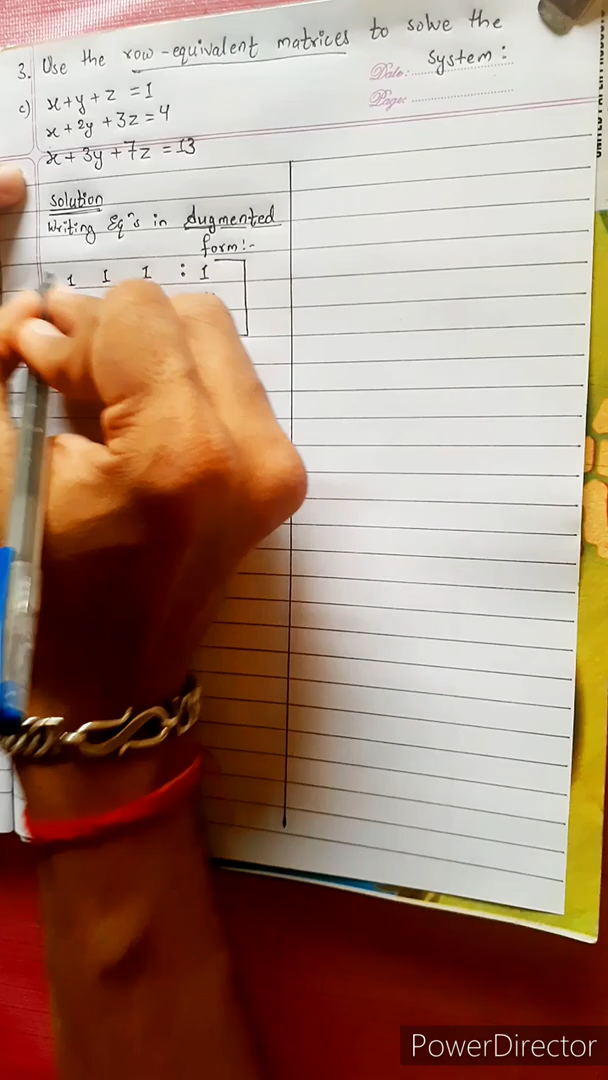 3. Use the row-equivalent matrices to solve the
system:
Date:
Page:
c) x+y+z =1
x+2y+3z=4
x+3y+7z=13
Solution
Writing Eqⁿs in augmented
form:-
1 1 1 : 1
PowerDirector